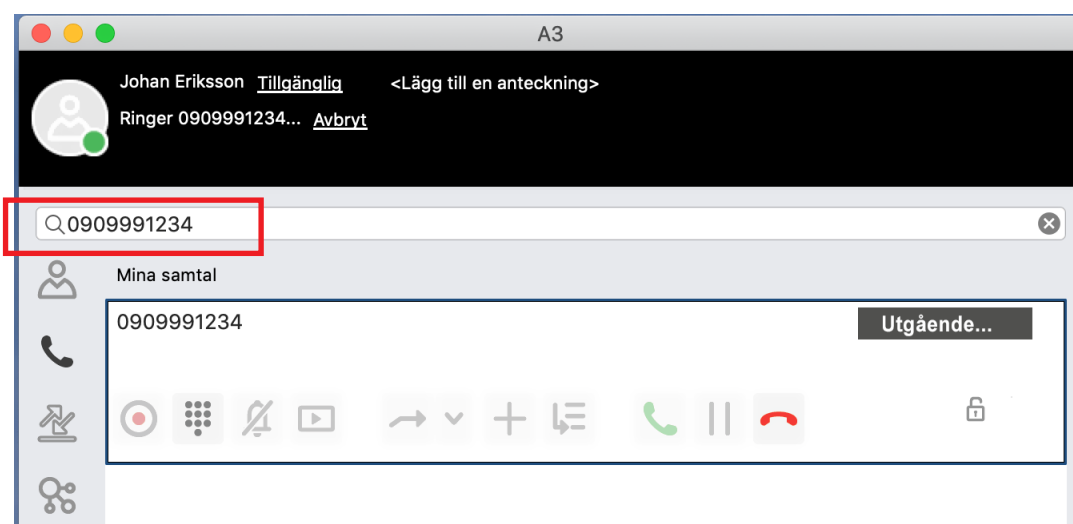 A3
Johan Eriksson Tillgänglig <Lägg till en anteckning>
Ringer 0909991234... Avbryt
0909991234
Mina samtal
0909991234 Utgående...